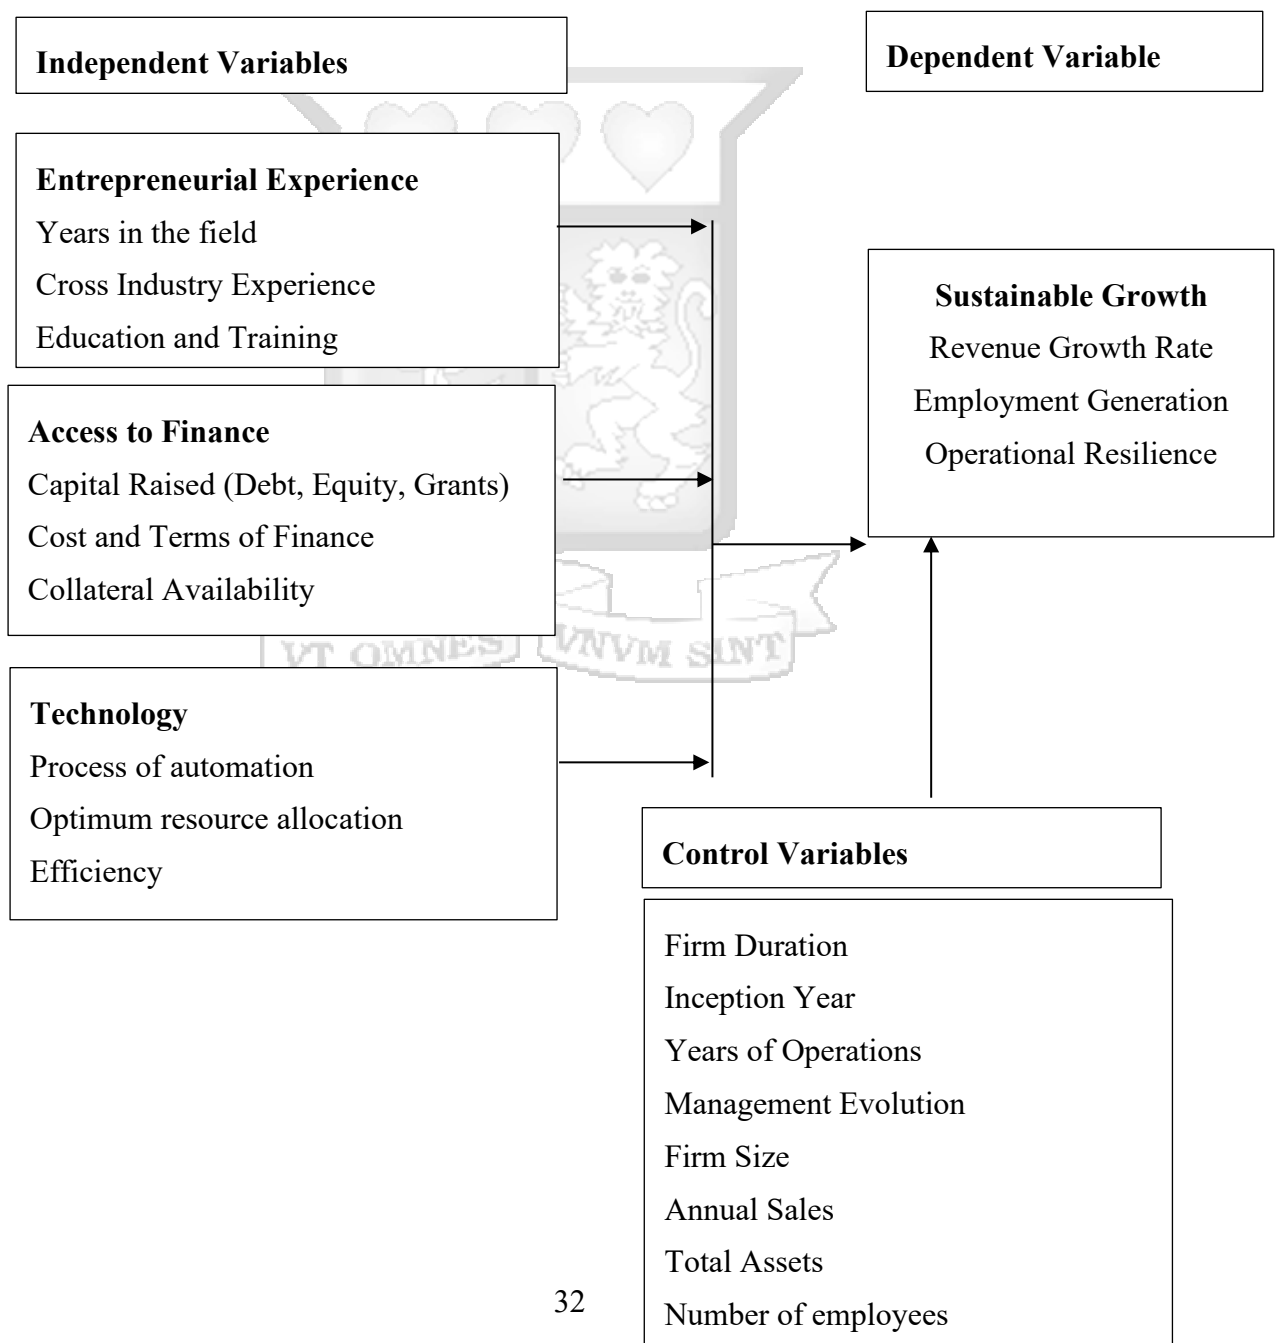 Independent Variables
Dependent Variable
Entrepreneurial Experience
Years in the field
Cross Industry Experience
Education and Training
Sustainable Growth
Revenue Growth Rate
Employment Generation
Operational Resilience
Access to Finance
Capital Raised (Debt, Equity, Grants)
Cost and Terms of Finance
Collateral Availability
VT OMNES VNVM SINT
Technology
Process of automation
Optimum resource allocation
Efficiency
Control Variables
Firm Duration
Inception Year
Years of Operations
Management Evolution
Firm Size
Annual Sales
Total Assets
Number of employees
32